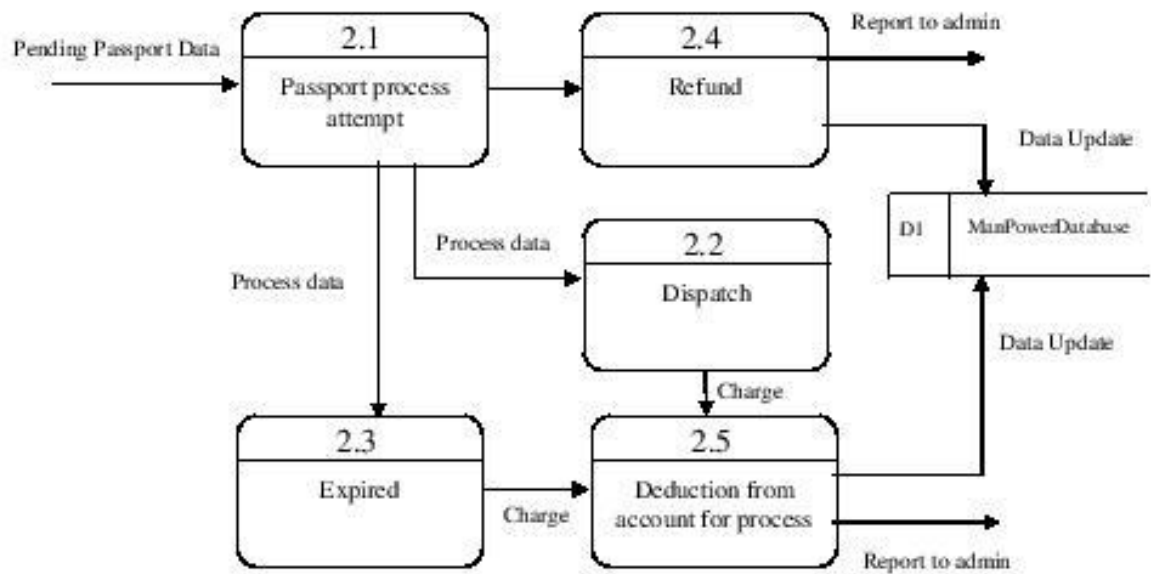 Pending Passport Data
2.1
Passport process
attempt
2.4
Refund
Report to admin
Data Update
D1
ManPowerDatabase
Process data
Process data
2.2
Dispatch
Data Update
Charge
2.3
Expired
Charge
2.5
Deduction from
account for process
Report to admin